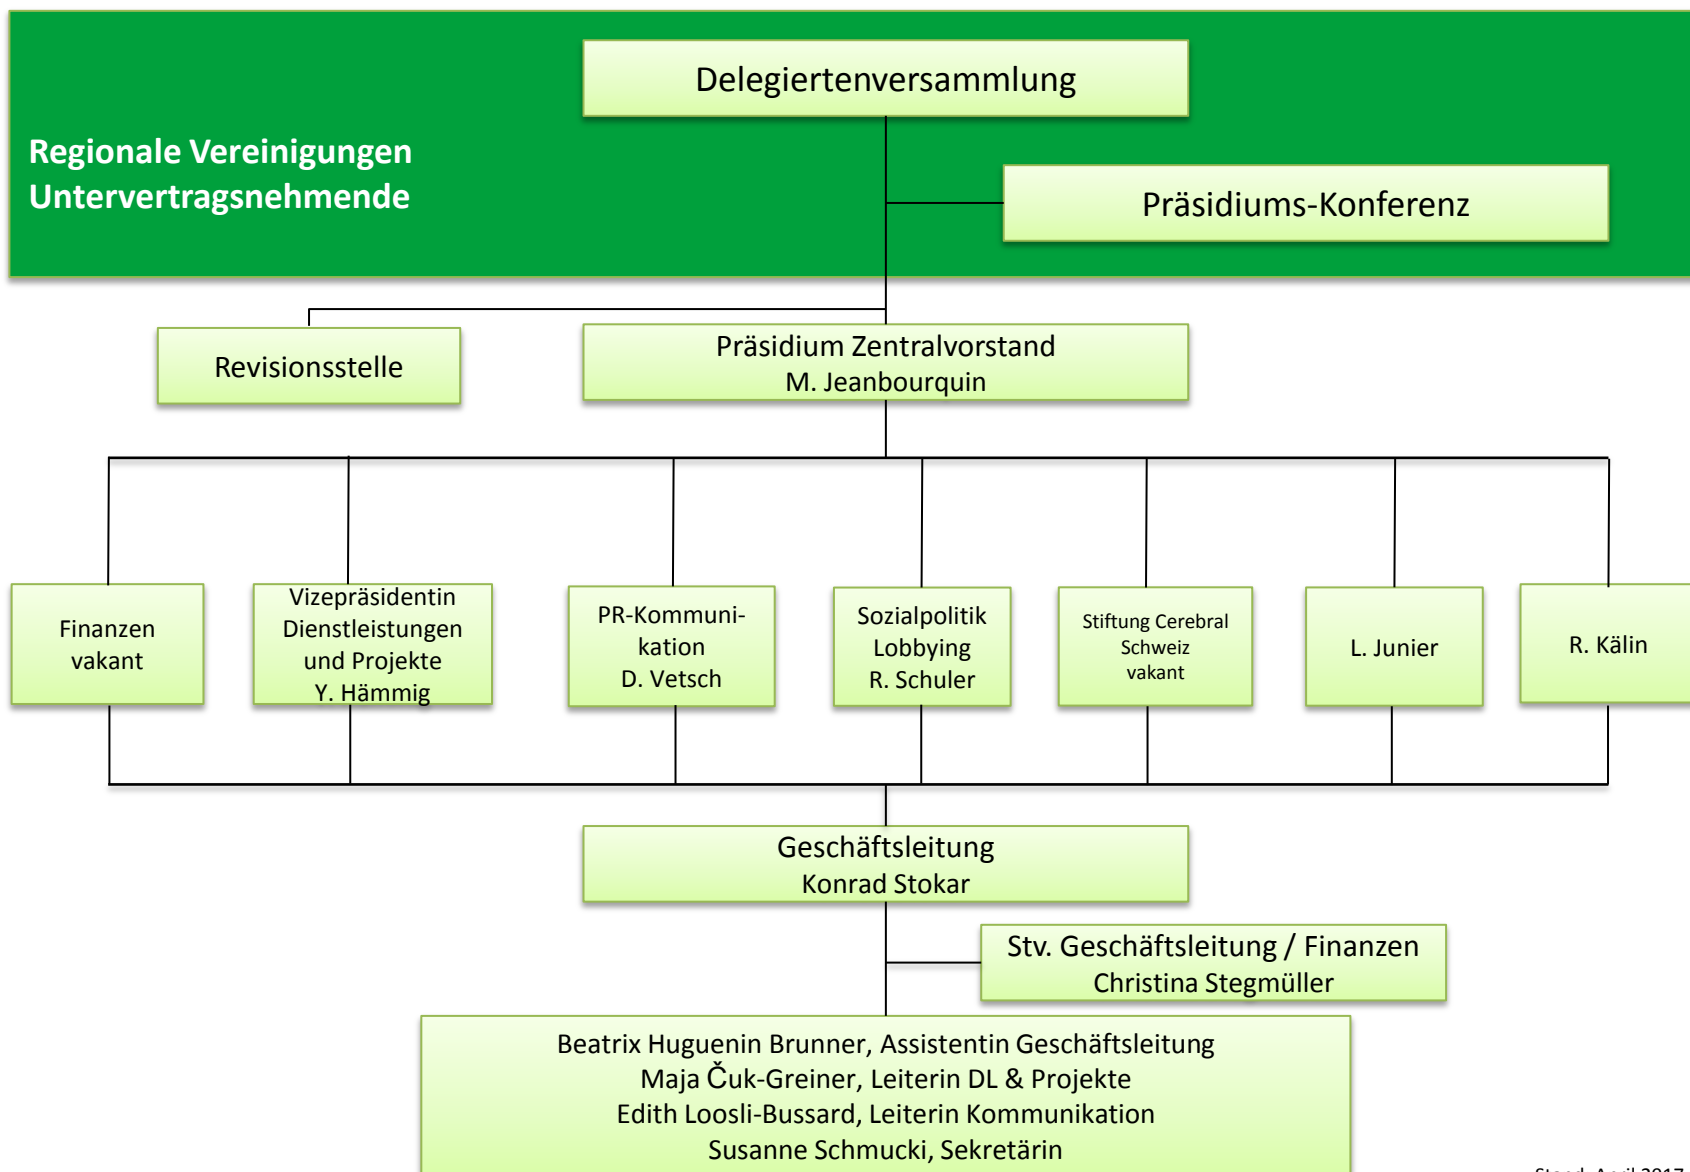 Delegiertenversammlung
Regionale Vereinigungen
Untervertragsnehmende
Präsidiums-Konferenz
Revisionsstelle
Präsidium Zentralvorstand
M. Jeanbourquin
Finanzen
vakant
Vizepräsidentin
Dienstleistungen
und Projekte
Y. Hämmig
PR-Kommuni-
kation
D. Vetsch
Sozialpolitik
Lobbying
R. Schuler
Stiftung Cerebral
Schweiz
vakant
L. Junier
R. Kälin
Geschäftsleitung
Konrad Stokar
Stv. Geschäftsleitung / Finanzen
Christina Stegmüller
Beatrix Huguenin Brunner, Assistentin Geschäftsleitung
Maja Čuk-Greiner, Leiterin DL & Projekte
Edith Loosli-Bussard, Leiterin Kommunikation
Susanne Schmucki, Sekretärin
Stand: April 2017